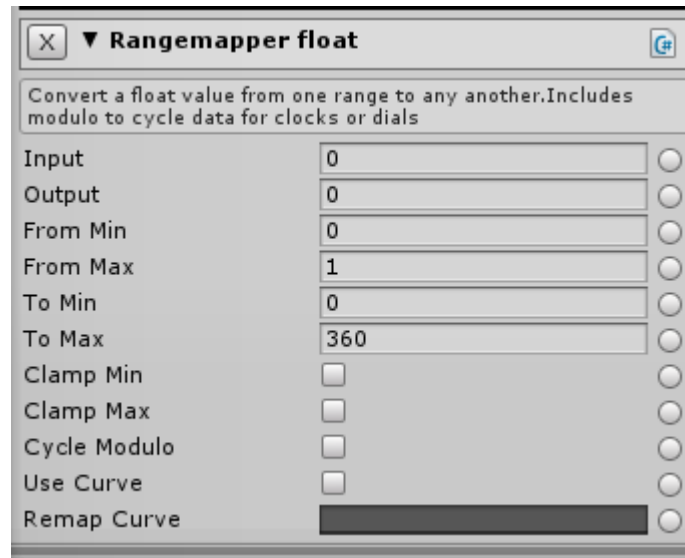 X ▼ Rangemapper float C#
Convert a float value from one range to any another.Includes
modulo to cycle data for clocks or dials
Input 0
Output 0
From Min 0
From Max 1
To Min 0
To Max 360
Clamp Min
Clamp Max
Cycle Modulo
Use Curve
Remap Curve